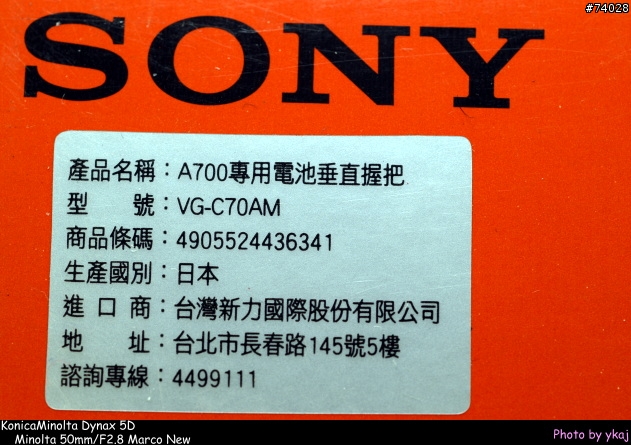 #74028
SONY
產品名稱：A700專用電池垂直握把
型　號：VG-C70AM
商品條碼：4905524436341
生產國別：日本
進 口 商：台灣新力國際股份有限公司
地　址：台北市長春路145號5樓
諮詢專線：4499111
KonicaMinolta Dynax 5D
Minolta 50mm/F2.8 Marco New
Photo by ykaj